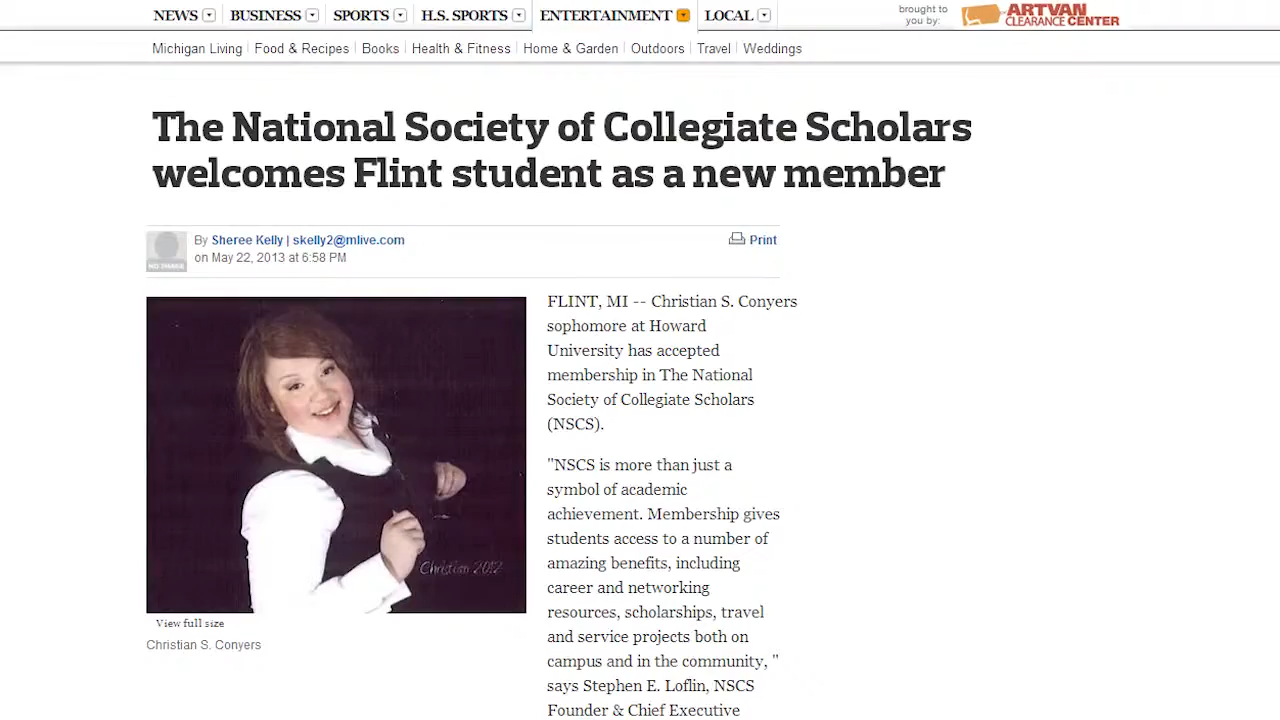 NEWS BUSINESS SPORTS H.S. SPORTS ENTERTAINMENT LOCAL
brought to
you by:
ARTVAN
CLEARANCE CENTER
Michigan Living Food & Recipes Books Health & Fitness Home & Garden Outdoors Travel Weddings
The National Society of Collegiate Scholars
welcomes Flint student as a new member
NO IMAGE
By Sheree Kelly | skelly2@mlive.com
on May 22, 2013 at 6:58 PM
Print
Christian 2012
View full size
Christian S. Conyers
FLINT, MI -- Christian S. Conyers
sophomore at Howard
University has accepted
membership in The National
Society of Collegiate Scholars
(NSCS).
"NSCS is more than just a
symbol of academic
achievement. Membership gives
students access to a number of
amazing benefits, including
career and networking
resources, scholarships, travel
and service projects both on
campus and in the community, "
says Stephen E. Loflin, NSCS
Founder & Chief Executive